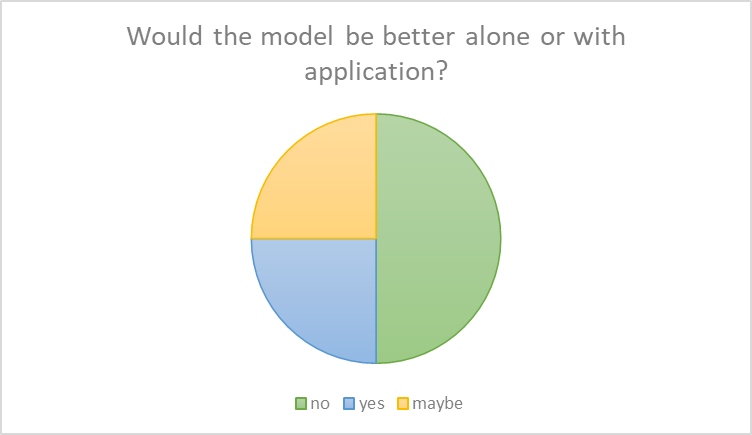 Would the model be better alone or with
application?
no yes maybe